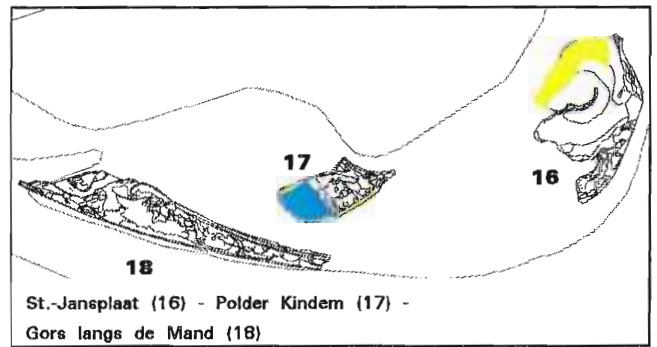 17
16
18
St.-Jansplaat (16) - Polder Kindem (17) -
Gors langs de Mand (18)